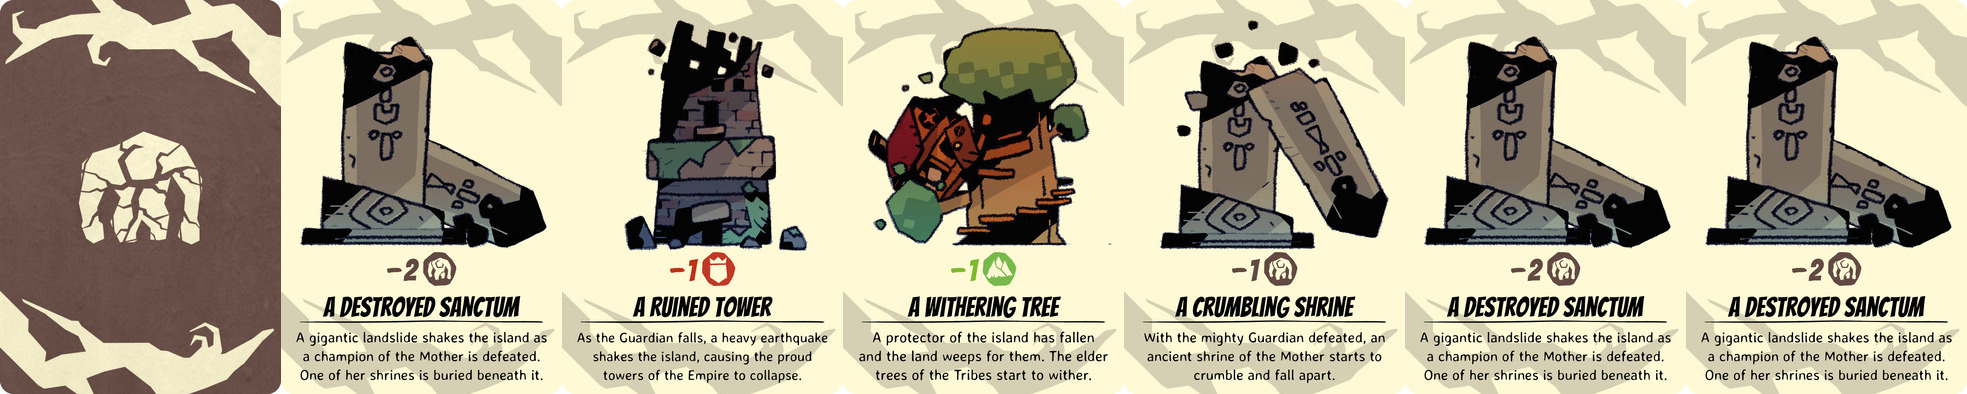 -2
A DESTROYED SANCTUM
A gigantic landslide shakes the island as
a champion of the Mother is defeated.
One of her shrines is buried beneath it.
-1
A RUINED TOWER
As the Guardian falls, a heavy earthquake
shakes the island, causing the proud
towers of the Empire to collapse.
-1
A WITHERING TREE
A protector of the island has fallen
and the land weeps for them. The elder
trees of the Tribes start to wither.
-1
A CRUMBLING SHRINE
With the mighty Guardian defeated, an
ancient shrine of the Mother starts to
crumble and fall apart.
-2
A DESTROYED SANCTUM
A gigantic landslide shakes the island as
a champion of the Mother is defeated.
One of her shrines is buried beneath it.
-2
A DESTROYED SANCTUM
A gigantic landslide shakes the island as
a champion of the Mother is defeated.
One of her shrines is buried beneath it.